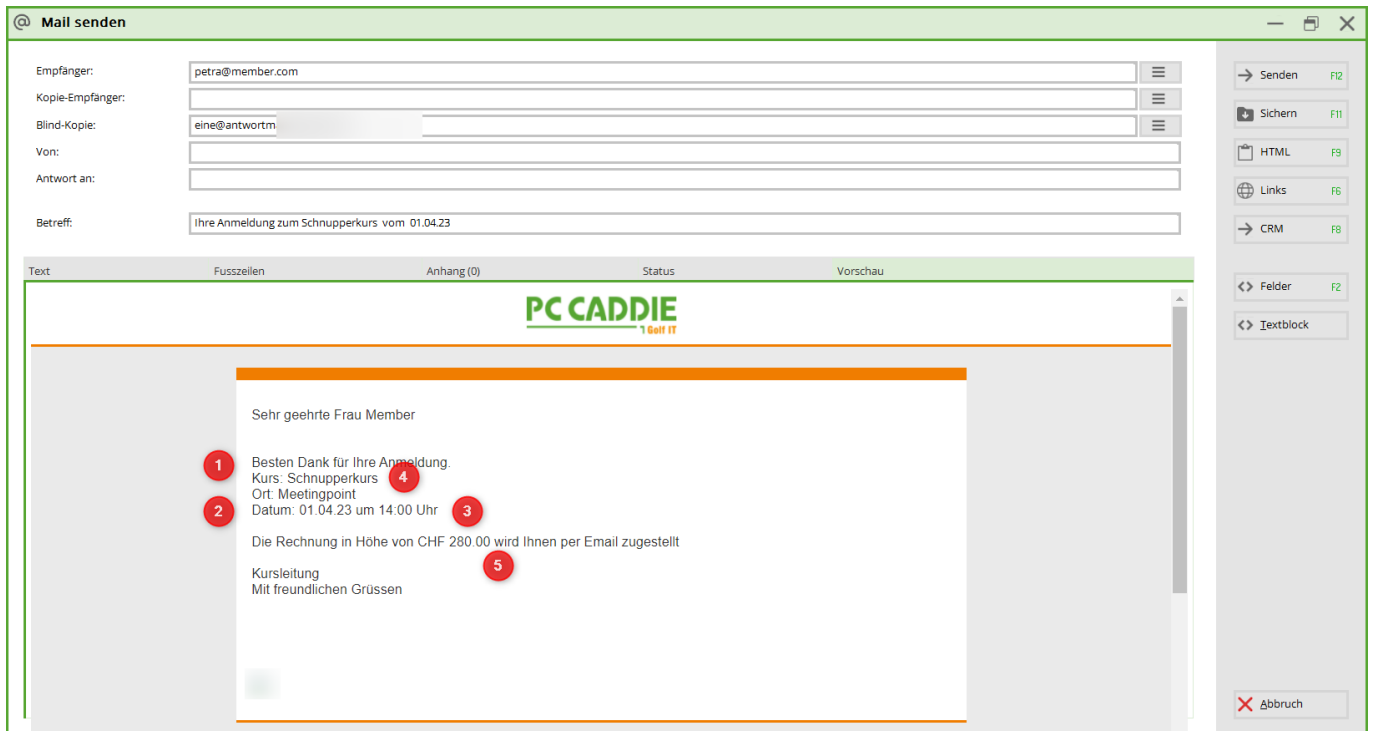 @ Mail senden
Empfänger: petra@member.com
Kopie-Empfänger:
Blind-Kopie: eine@antwortm
Von:
Antwort an:
Betreff: Ihre Anmeldung zum Schnupperkurs vom 01.04.23
Text Fusszeilen Anhang (0) Status Vorschau
PC CADDIE
Golf IT
Sehr geehrte Frau Member
1 Besten Dank für Ihre Anmeldung.
Kurs: Schnupperkurs 4
Ort: Meetingpoint
2 Datum: 01.04.23 um 14:00 Uhr 3
Die Rechnung in Höhe von CHF 280.00 wird Ihnen per Email zugestellt
5
Kursleitung
Mit freundlichen Grüssen
Senden F12
Sichern F11
HTML F9
Links F6
CRM F8
Felder F2
Textblock
Abbruch